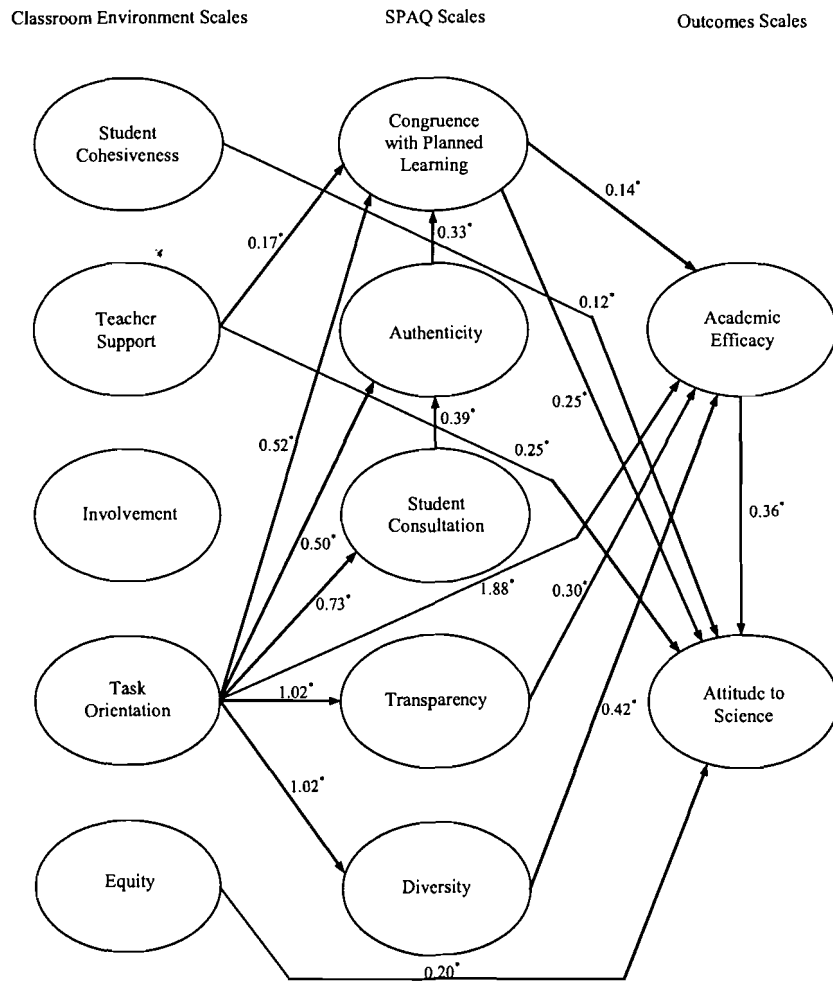 Classroom Environment Scales
SPAQ Scales
Outcomes Scales
Student
Cohesiveness
Congruence
with Planned
Learning
0.14*
0.17*
0.33*
0.12*
Teacher
Support
Authenticity
Academic
Efficacy
0.39*
0.25*
0.52*
0.25*
Involvement
Student
Consultation
0.36*
0.50*
0.73*
1.88*
0.30*
Task
Orientation
1.02*
Transparency
0.42*
Attitude to
Science
1.02*
Equity
Diversity
0.20*